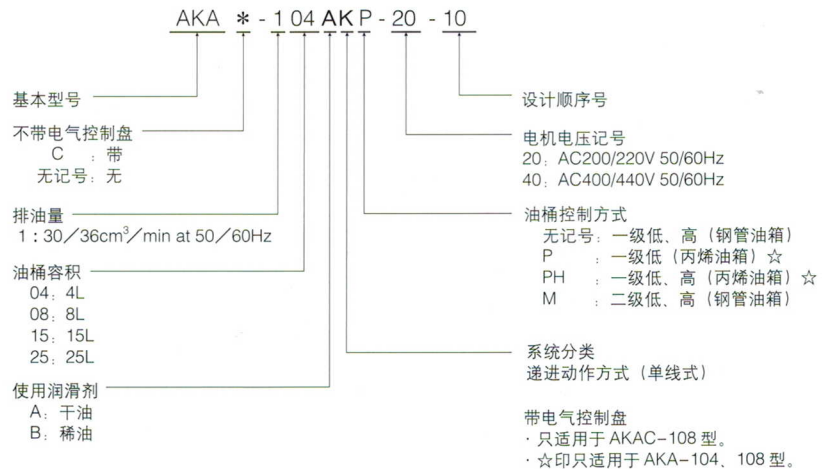 AKA * - 1 04 A K P - 20 - 10
基本型号
不带电气控制盘
C : 带
无记号: 无
排油量
1 : 30/36cm³/min at 50/60Hz
油桶容积
04: 4L
08: 8L
15: 15L
25: 25L
使用润滑剂
A: 干油
B: 稀油
设计顺序号
电机电压记号
20: AC200/220V 50/60Hz
40: AC400/440V 50/60Hz
油桶控制方式
无记号: 一级低、高（钢管油箱）
P : 一级低（丙烯油箱）☆
PH : 一级低、高（丙烯油箱）☆
M : 二级低、高（钢管油箱）
系统分类
递进动作方式（单线式）
带电气控制盘
· 只适用于 AKAC-108 型。
· ☆印只适用于 AKA-104、108 型。